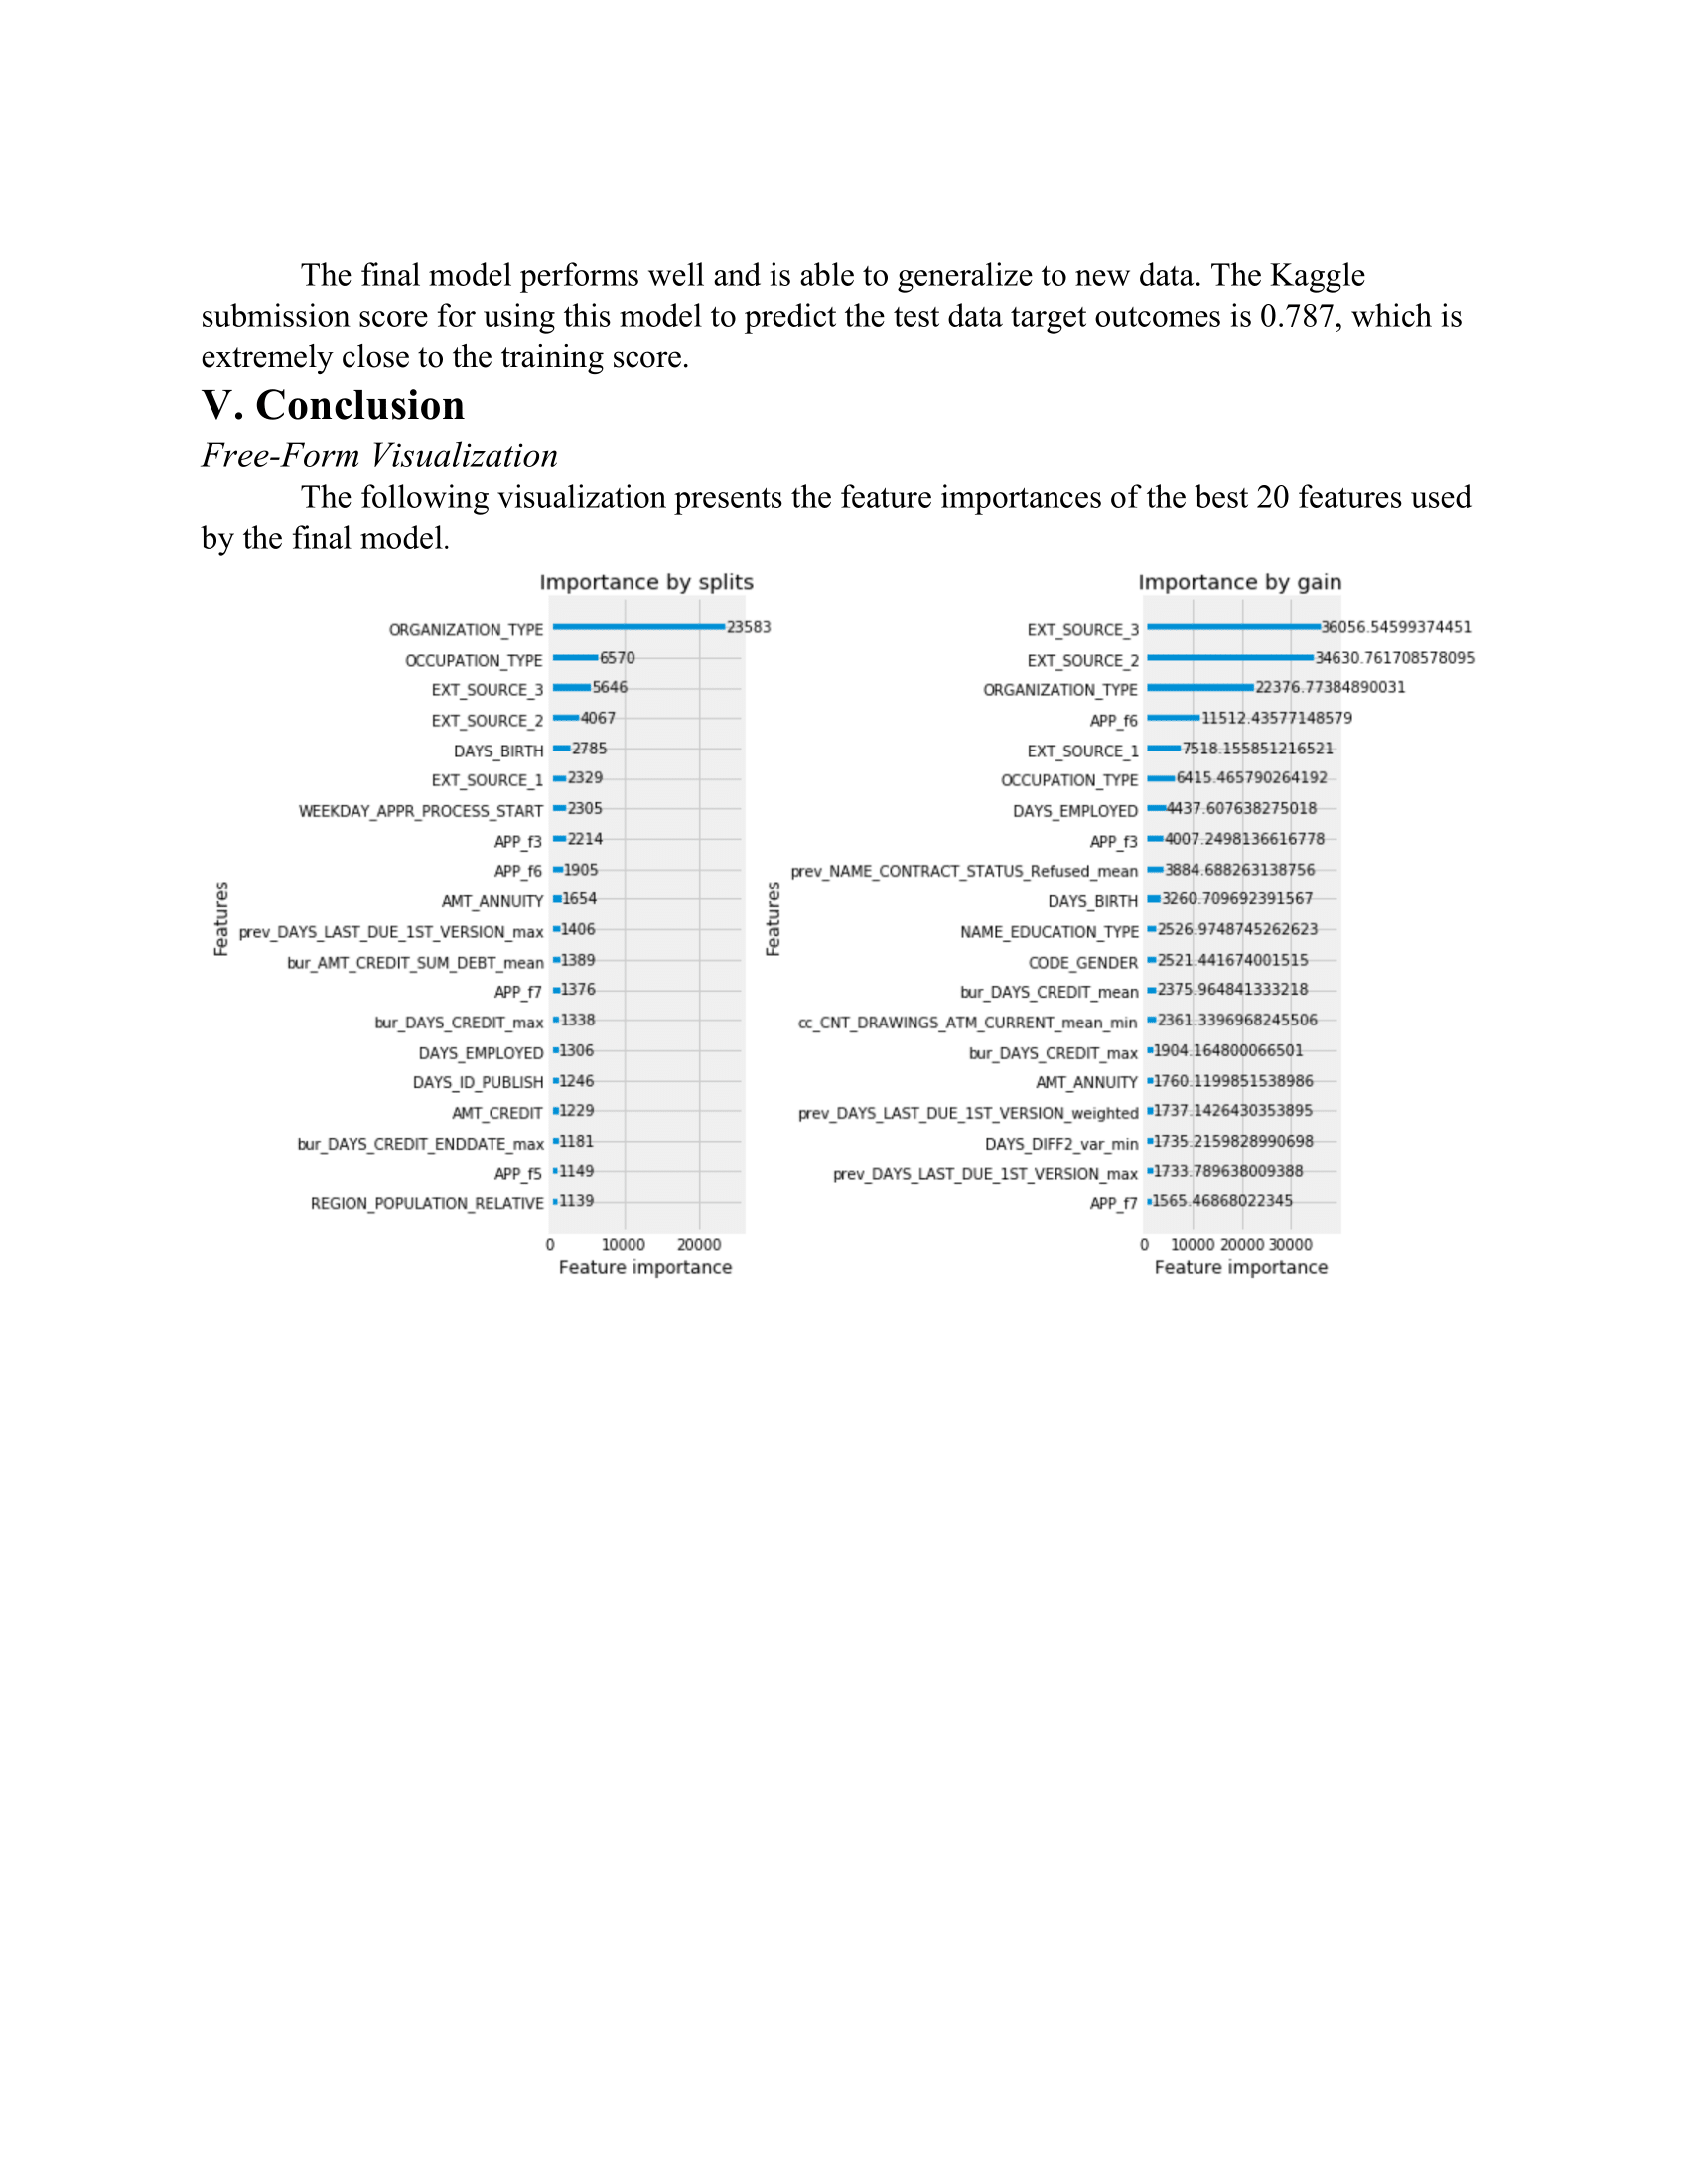 The final model performs well and is able to generalize to new data. The Kaggle
submission score for using this model to predict the test data target outcomes is 0.787, which is
extremely close to the training score.
V. Conclusion
Free-Form Visualization
The following visualization presents the feature importances of the best 20 features used
by the final model.
Importance by splits
Features
ORGANIZATION_TYPE 23583
OCCUPATION_TYPE 6570
EXT_SOURCE_3 5646
EXT_SOURCE_2 4067
DAYS_BIRTH 2785
EXT_SOURCE_1 2329
WEEKDAY_APPR_PROCESS_START 2305
APP_f3 2214
APP_f6 1905
AMT_ANNUITY 1654
prev_DAYS_LAST_DUE_1ST_VERSION_max 1406
bur_AMT_CREDIT_SUM_DEBT_mean 1389
APP_f7 1376
bur_DAYS_CREDIT_max 1338
DAYS_EMPLOYED 1306
DAYS_ID_PUBLISH 1246
AMT_CREDIT 1229
bur_DAYS_CREDIT_ENDDATE_max 1181
APP_f5 1149
REGION_POPULATION_RELATIVE 1139
0 10000 20000
Feature importance
Importance by gain
Features
EXT_SOURCE_3 36056.54599374451
EXT_SOURCE_2 34630.761708578095
ORGANIZATION_TYPE 22376.77384890031
APP_f6 11512.43577148579
EXT_SOURCE_1 7518.155851216521
OCCUPATION_TYPE 6415.465790264192
DAYS_EMPLOYED 4437.607638275018
APP_f3 4007.2498136616778
prev_NAME_CONTRACT_STATUS_Refused_mean 3884.688263138756
DAYS_BIRTH 3260.709692391567
NAME_EDUCATION_TYPE 2526.9748745262623
CODE_GENDER 2521.441674001515
bur_DAYS_CREDIT_mean 2375.964841333218
cc_CNT_DRAWINGS_ATM_CURRENT_mean_min 2361.3396968245506
bur_DAYS_CREDIT_max 1904.164800066501
AMT_ANNUITY 1760.1199851538986
prev_DAYS_LAST_DUE_1ST_VERSION_weighted 1737.1426430353895
DAYS_DIFF2_var_min 1735.2159828990698
prev_DAYS_LAST_DUE_1ST_VERSION_max 1733.789638009388
APP_f7 1565.46868022345
0 10000 20000 30000
Feature importance